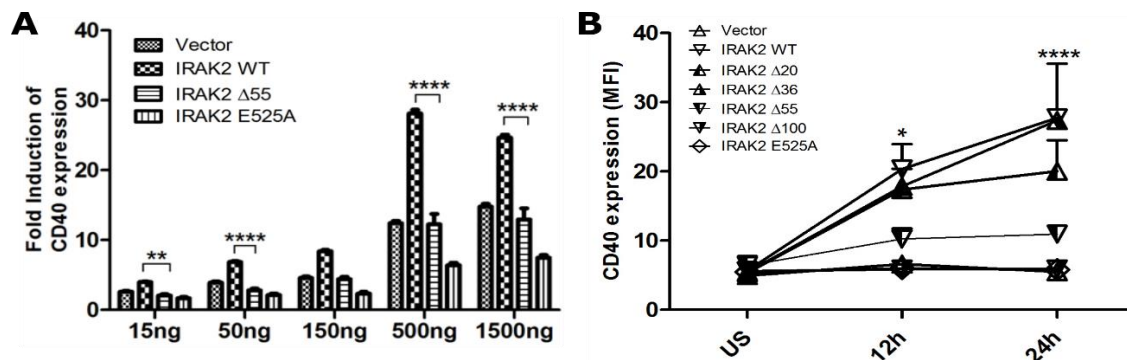 A
Fold Induction of
CD40 expression
40
30
20
10
0
Vector
IRAK2 WT
IRAK2 Δ55
IRAK2 E525A
**
****
****
****
15ng
50ng
150ng
500ng
1500ng
B
CD40 expression (MFI)
40
30
20
10
0
Vector
IRAK2 WT
IRAK2 Δ20
IRAK2 Δ36
IRAK2 Δ55
IRAK2 Δ100
IRAK2 E525A
*
****
US
12h
24h